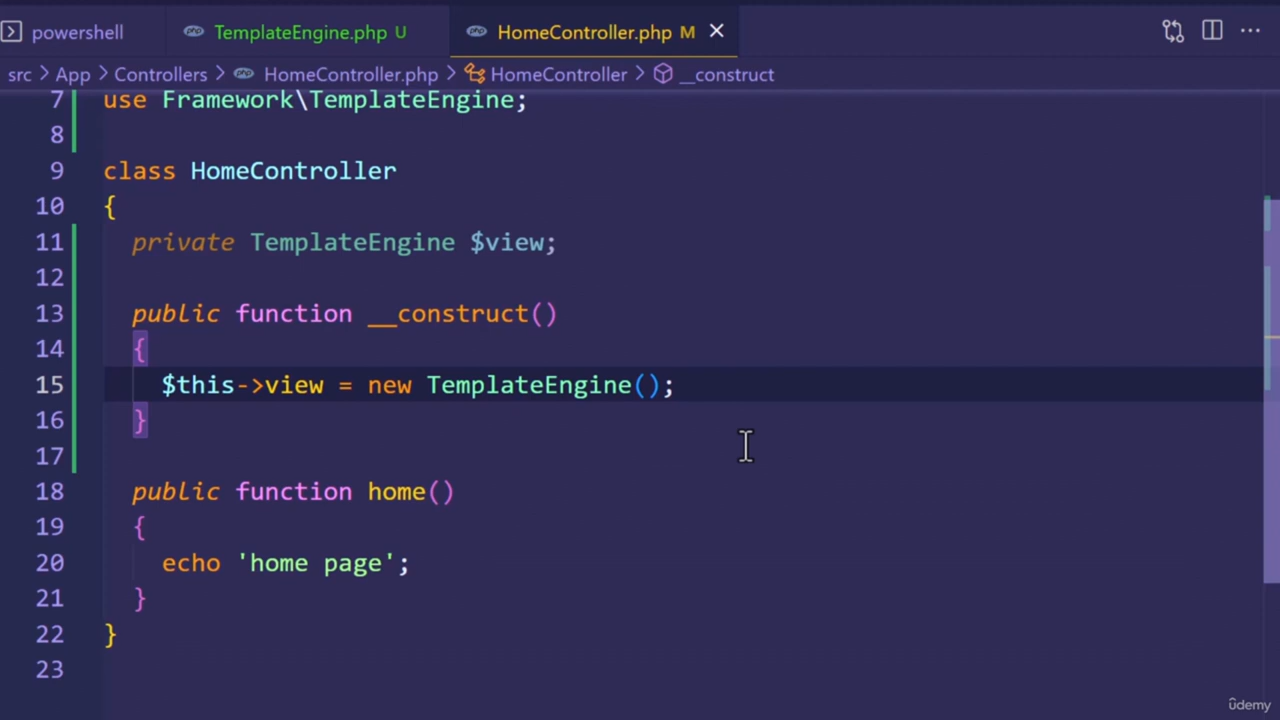 powershell TemplateEngine.php U HomeController.php M
src > App > Controllers > HomeController.php > HomeController > __construct
7 use Framework\TemplateEngine;
8
9 class HomeController
10 {
11 private TemplateEngine $view;
12
13 public function __construct()
14 {
15 $this->view = new TemplateEngine();
16 }
17
18 public function home()
19 {
20 echo 'home page';
21 }
22 }
23
ûdemy